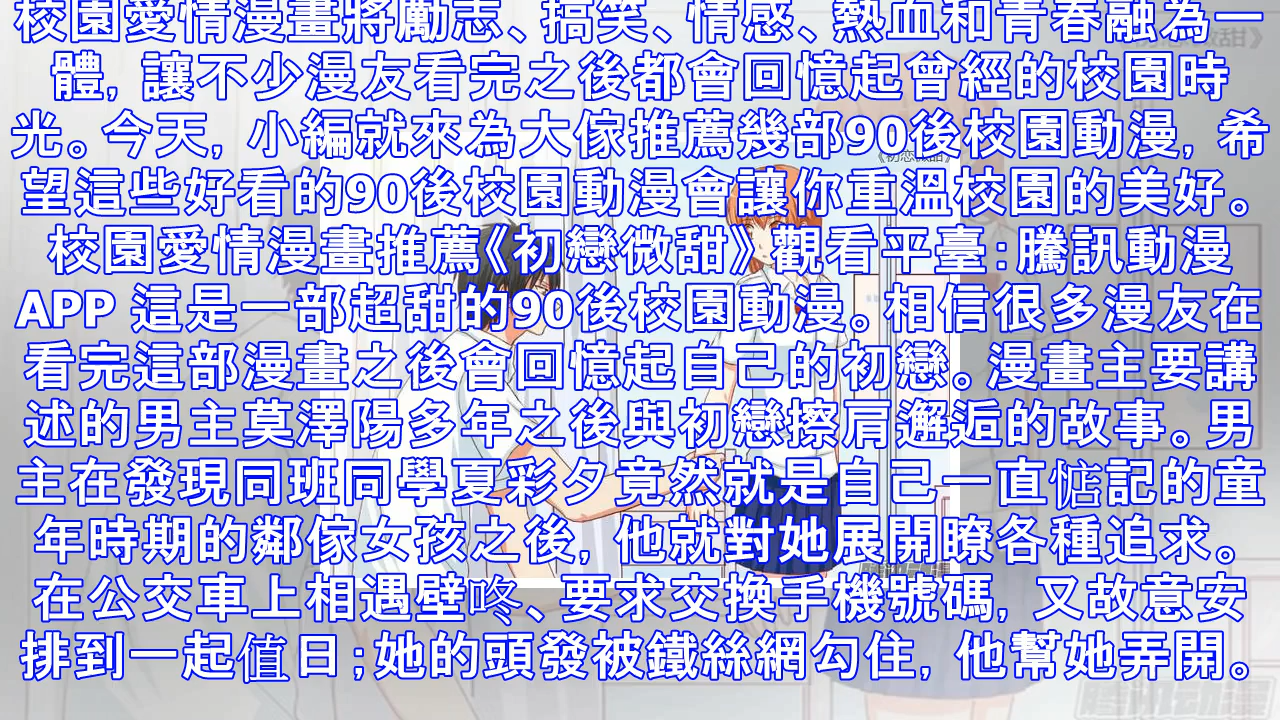 校園愛情漫畫將勵志、搞笑、情感、熱血和青春融為一
體, 讓不少漫友看完之後都會回憶起曾經的校園時
光。今天, 小編就來為大傢推薦幾部90後校園動漫, 希
望這些好看的90後校園動漫會讓你重溫校園的美好。
校園愛情漫畫推薦《初戀微甜》 觀看平臺：騰訊動漫
APP 這是一部超甜的90後校園動漫。相信很多漫友在
看完這部漫畫之後會回憶起自己的初戀。漫畫主要講
述的男主莫澤陽多年之後與初戀擦肩邂逅的故事。男
主在發現同班同學夏彩夕竟然就是自己一直惦記的童
年時期的鄰傢女孩之後, 他就對她展開瞭各種追求。
在公交車上相遇壁咚、要求交換手機號碼, 又故意安
排到一起值日；她的頭發被鐵絲網勾住, 他幫她弄開。
《初恋微甜》
腾讯动漫